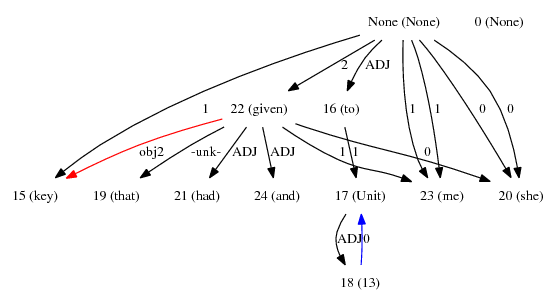 None (None) 0 (None)
2 ADJ
1 22 (given) 16 (to) 1 1 0 0
obj2 -unk- ADJ ADJ 1 1 0
15 (key) 19 (that) 21 (had) 24 (and) 17 (Unit) 23 (me) 20 (she)
ADJ 0
18 (13)